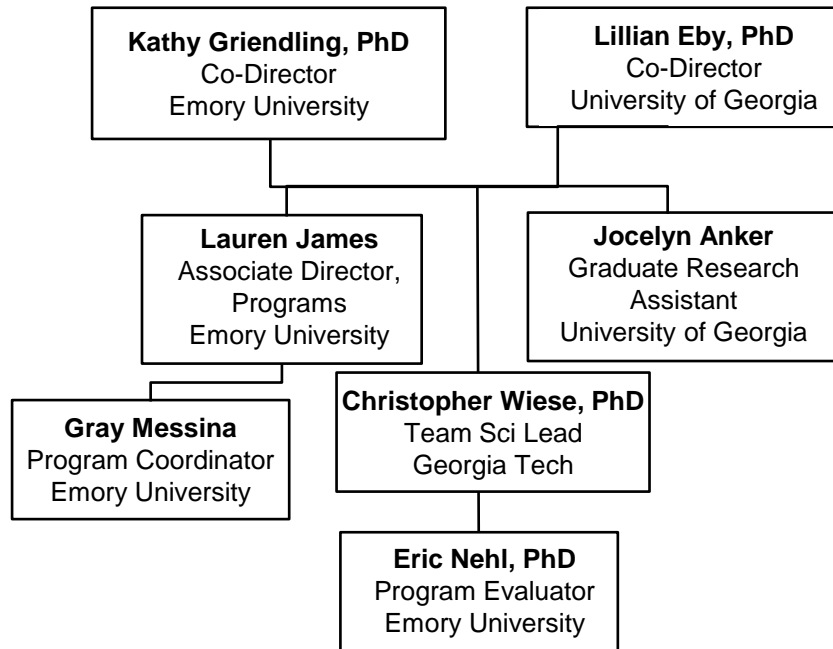 Kathy Griendling, PhD
Co-Director
Emory University
Lillian Eby, PhD
Co-Director
University of Georgia
Lauren James
Associate Director,
Programs
Emory University
Jocelyn Anker
Graduate Research
Assistant
University of Georgia
Gray Messina
Program Coordinator
Emory University
Christopher Wiese, PhD
Team Sci Lead
Georgia Tech
Eric Nehl, PhD
Program Evaluator
Emory University